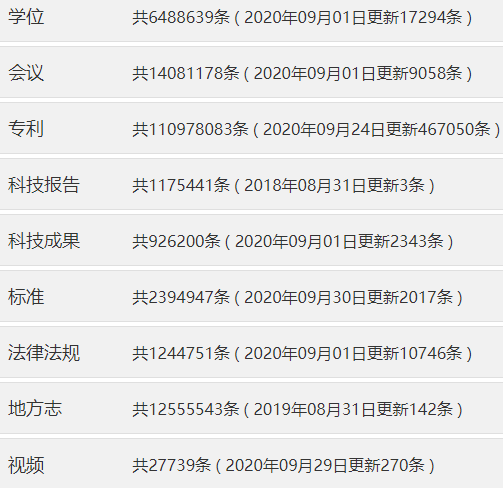 学位 共6488639条 ( 2020年09月01日更新17294条 )
会议 共14081178条 ( 2020年09月01日更新9058条 )
专利 共110978083条 ( 2020年09月24日更新467050条 )
科技报告 共1175441条 ( 2018年08月31日更新3条 )
科技成果 共926200条 ( 2020年09月01日更新2343条 )
标准 共2394947条 ( 2020年09月30日更新2017条 )
法律法规 共1244751条 ( 2020年09月01日更新10746条 )
地方志 共12555543条 ( 2019年08月31日更新142条 )
视频 共27739条 ( 2020年09月29日更新270条 )